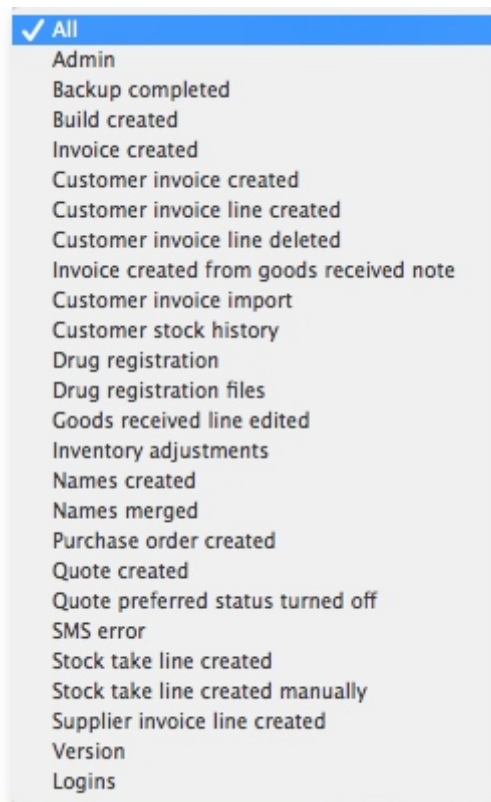 All
Admin
Backup completed
Build created
Invoice created
Customer invoice created
Customer invoice line created
Customer invoice line deleted
Invoice created from goods received note
Customer invoice import
Customer stock history
Drug registration
Drug registration files
Goods received line edited
Inventory adjustments
Names created
Names merged
Purchase order created
Quote created
Quote preferred status turned off
SMS error
Stock take line created
Stock take line created manually
Supplier invoice line created
Version
Logins